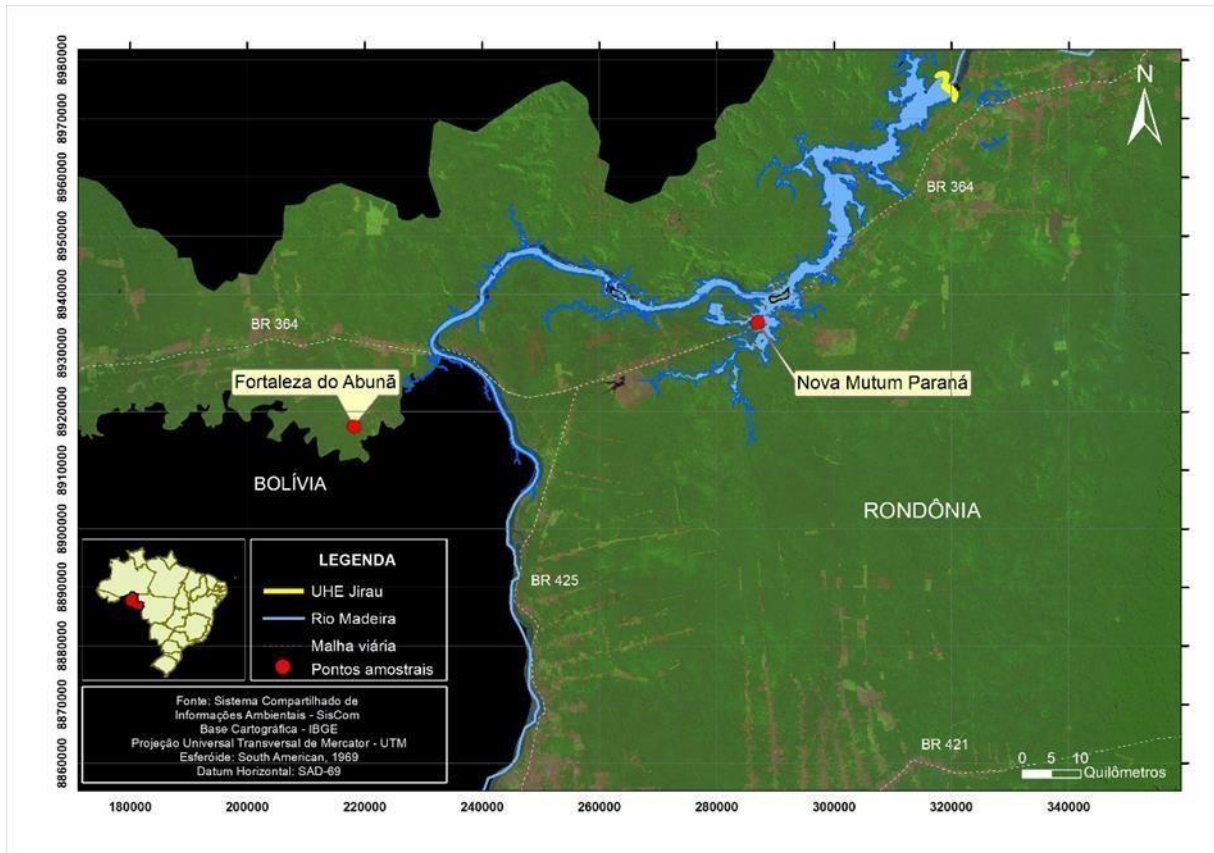 N
BR 364
BR 364
Fortaleza do Abunã
Nova Mutum Paraná
BOLÍVIA
RONDÔNIA
BR 425
BR 421
LEGENDA
UHE Jirau
Rio Madeira
Malha viária
Pontos amostrais
Fonte: Sistema Compartilhado de
Informações Ambientais - SisCom
Base Cartográfica - IBGE
Projeção Universal Transversal de Mercator - UTM
Esferóide: South American, 1969
Datum Horizontal: SAD-69
0 5 10
Quilômetros
8980000
8970000
8960000
8950000
8940000
8930000
8920000
8910000
8900000
8890000
8880000
8870000
8860000
180000 200000 220000 240000 260000 280000 300000 320000 340000